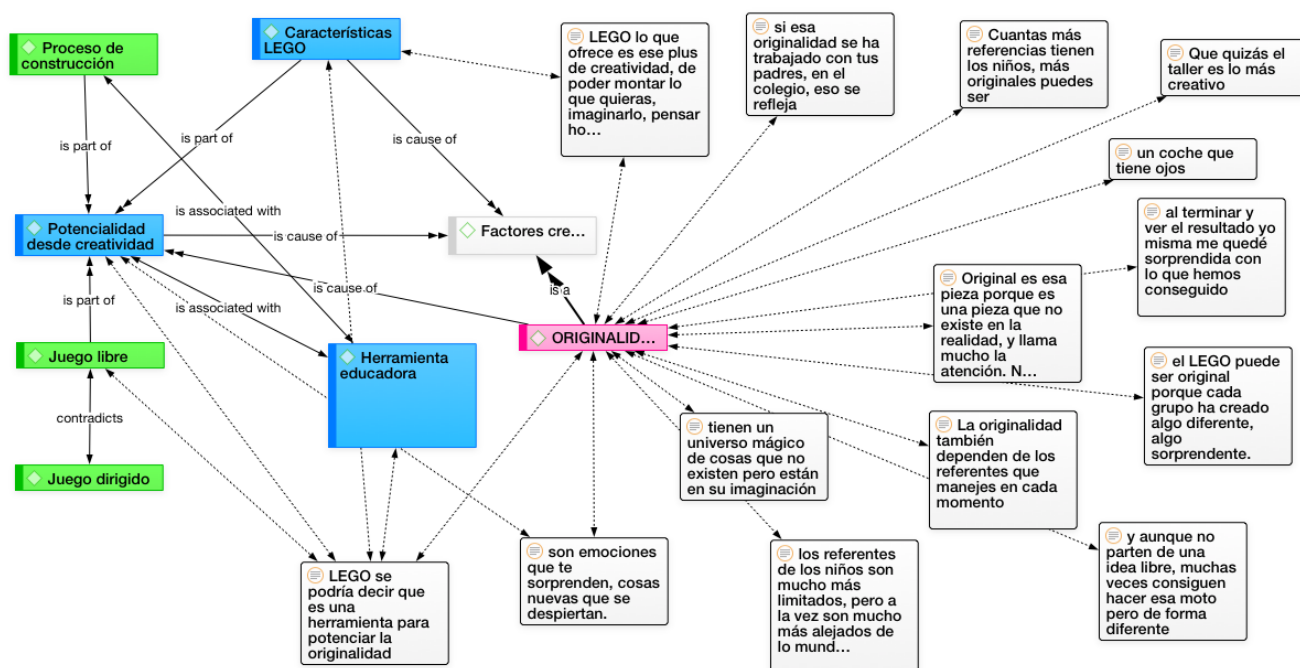 Proceso de
construcción
Características
LEGO
LEGO lo que
ofrece es ese plus
de creatividad, de
poder montar lo
que quieras,
imaginarlo, pensar
ho…
si esa
originalidad se ha
trabajado con tus
padres, en el
colegio, eso se
refleja
Cuantas más
referencias tienen
los niños, más
originales puedes
ser
Que quizás el
taller es lo más
creativo
is part of
is part of
is cause of
un coche que
tiene ojos
is associated with
Potencialidad
desde creatividad
is cause of
Factores cre…
al terminar y
ver el resultado yo
misma me quedé
sorprendida con
lo que hemos
conseguido
is part of
is associated with
is cause of
is a
Original es esa
pieza porque es
una pieza que no
existe en la
realidad, y llama
mucho la
atención. N…
ORIGINALID…
Juego libre
Herramienta
educadora
el LEGO puede
ser original
porque cada
grupo ha creado
algo diferente,
algo
sorprendente.
contradicts
Juego dirigido
tienen un
universo mágico
de cosas que no
existen pero están
en su imaginación
La originalidad
también
dependen de los
referentes que
manejes en cada
momento
LEGO se
podría decir que
es una
herramienta para
potenciar la
originalidad
son emociones
que te
sorprenden, cosas
nuevas que se
despiertan.
los referentes
de los niños son
mucho más
limitados, pero a
la vez son mucho
más alejados de
lo mund…
y aunque no
parten de una
idea libre, muchas
veces consiguen
hacer esa moto
pero de forma
diferente